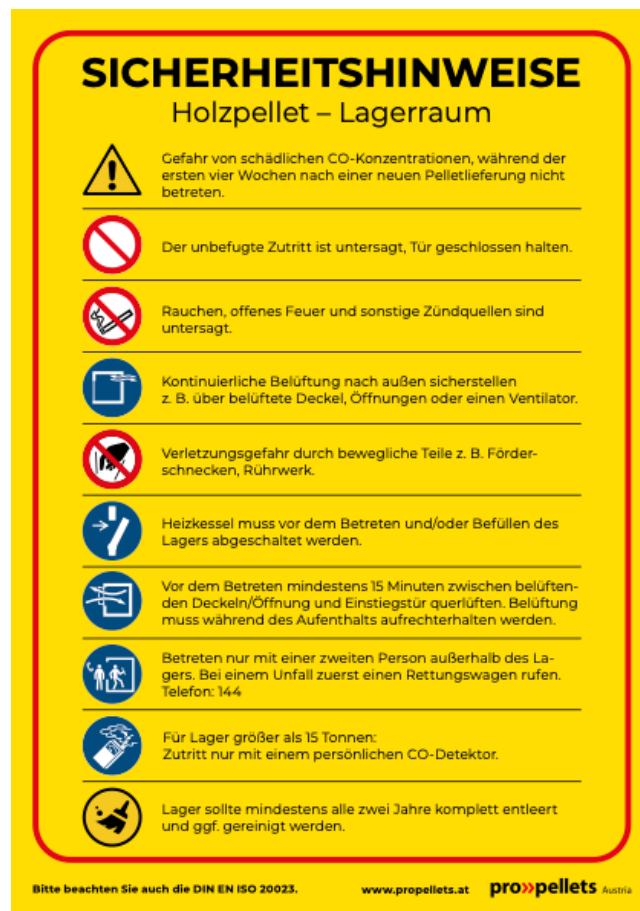 SICHERHEITSHINWEISE
Holzpellet – Lagerraum
Gefahr von schädlichen CO-Konzentrationen, während der
ersten vier Wochen nach einer neuen Pelletlieferung nicht
betreten.
Der unbefugte Zutritt ist untersagt, Tür geschlossen halten.
Rauchen, offenes Feuer und sonstige Zündquellen sind
untersagt.
Kontinuierliche Belüftung nach außen sicherstellen
z. B. über belüftete Deckel, Öffnungen oder einen Ventilator.
Verletzungsgefahr durch bewegliche Teile z. B. Förder-
schnecken, Rührwerk.
Heizkessel muss vor dem Betreten und/oder Befüllen des
Lagers abgeschaltet werden.
Vor dem Betreten mindestens 15 Minuten zwischen belüften-
den Deckeln/Öffnung und Einstiegstür querlüften. Belüftung
muss während des Aufenthalts aufrechterhalten werden.
Betreten nur mit einer zweiten Person außerhalb des La-
gers. Bei einem Unfall zuerst einen Rettungswagen rufen.
Telefon: 144
Für Lager größer als 15 Tonnen:
Zutritt nur mit einem persönlichen CO-Detektor.
Lager sollte mindestens alle zwei Jahre komplett entleert
und ggf. gereinigt werden.
Bitte beachten Sie auch die DIN EN ISO 20023. www.propellets.at pro»pellets Austria